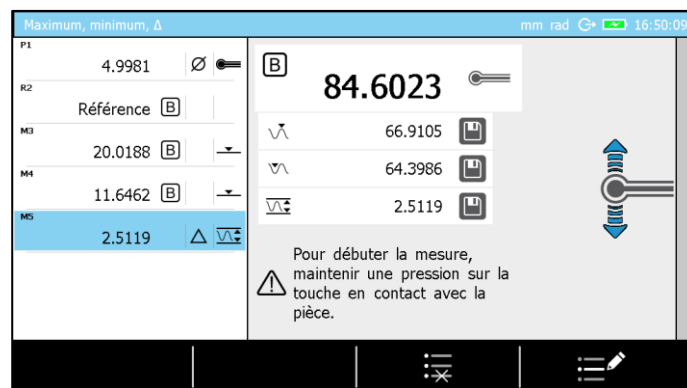 Maximum, minimum, Δ
mm rad 16:50:09
P1
4.9981 Ø
R2
Référence B
M3
20.0188 B
M4
11.6462 B
M5
2.5119 Δ
B
84.6023
66.9105
64.3986
2.5119
Pour débuter la mesure,
maintenir une pression sur la
touche en contact avec la
pièce.